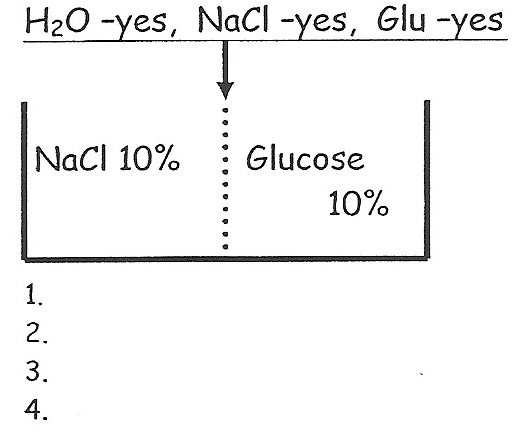 H₂O -yes, NaCl -yes, Glu -yes
NaCl 10% Glucose
10%
1.
2.
3.
4.